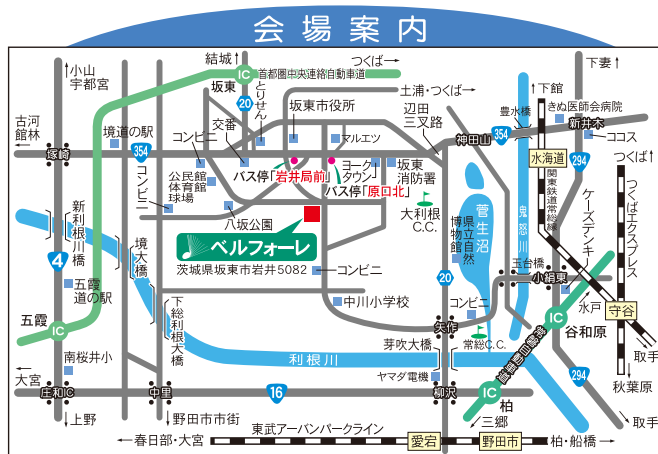 会場案内
結城↑
つくば→
下妻↑
↑小山
宇都宮
IC
首都圏中央連絡自動車道
坂東
とりせん
20
土浦・つくば→
↑下館
豊水橋
きぬ医師会病院
古河
館林
←
境道の駅
コンビニ
交番
坂東市役所
マルエツ
辺田
三叉路
神田山
354
新井木
ココス
塚崎
354
バス停「岩井局前」
ヨーク
タウン
坂東
消防署
水海道
294
つくば↑
コンビニ
公民館
体育館
球場
バス停「原口北」
大利根
C.C.
菅生沼
鬼怒川
関東鉄道常総線
ケーズデンキ
つくばエクスプレス
新利根川橋
境大橋
八坂公園
県立自然
博物館
ベルフォーレ
茨城県坂東市岩井5082
コンビニ
玉台橋
小絹東
4
五霞
道の駅
20
水戸
守谷
下総利根大橋
中川小学校
コンビニ
IC
谷和原
五霞
IC
矢作
常総C.C.
常磐自動車道
取手
南桜井小
利根川
芽吹大橋
294
秋葉原
←
大宮
ヤマダ電機
庄和IC
中里
16
柳沢
IC
柏
↓上野
↓野田市市街
三郷
取手
東武アーバンパークライン
←春日部・大宮
愛宕
野田市
柏・船橋→